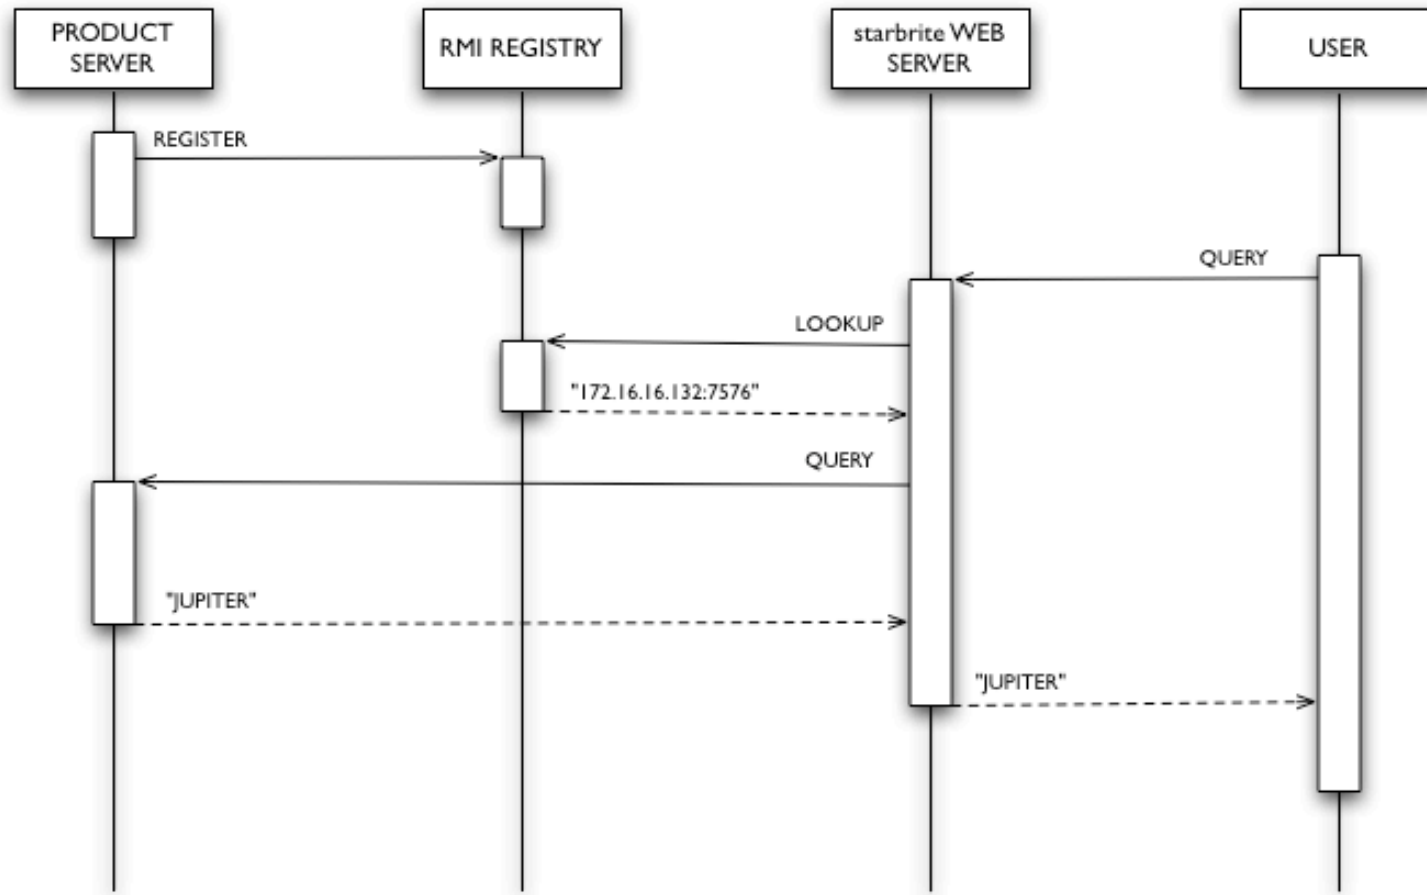 PRODUCT
SERVER
RMI REGISTRY
starbrite WEB
SERVER
USER
REGISTER
QUERY
LOOKUP
"172.16.16.132:7576"
QUERY
"JUPITER"
"JUPITER"